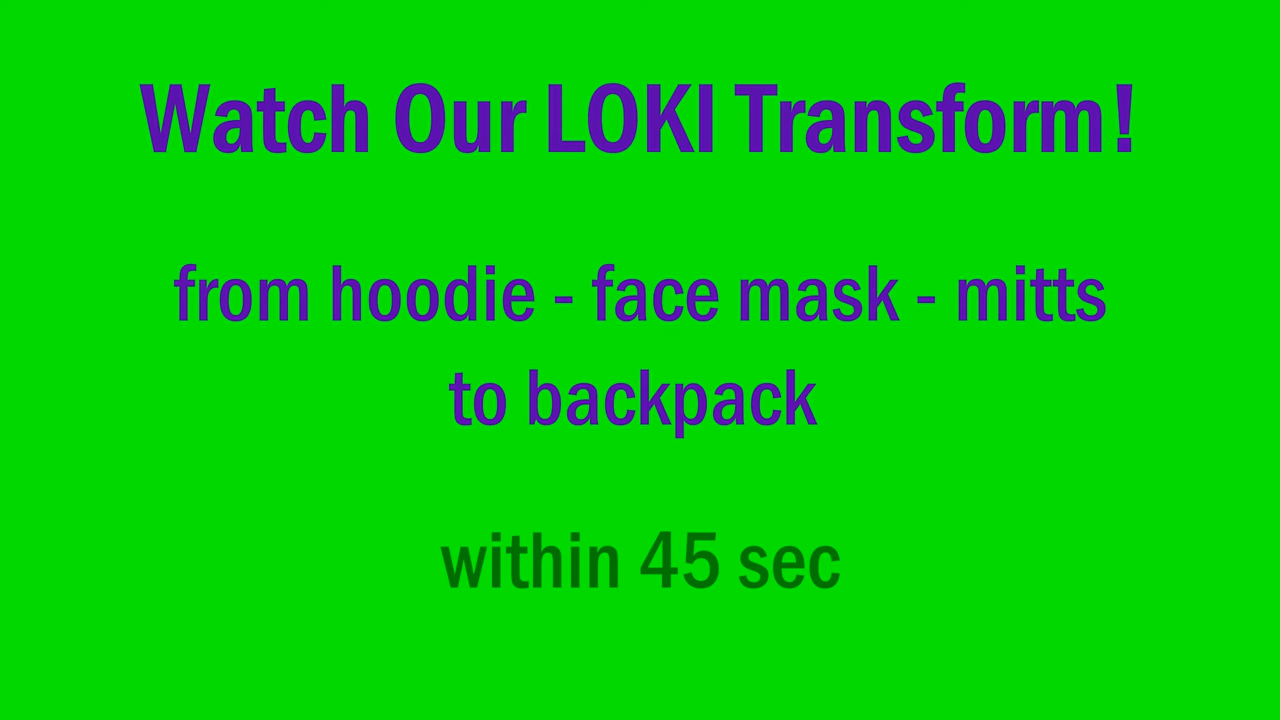 Watch Our LOKI Transform!
from hoodie - face mask - mitts
to backpack
within 45 sec